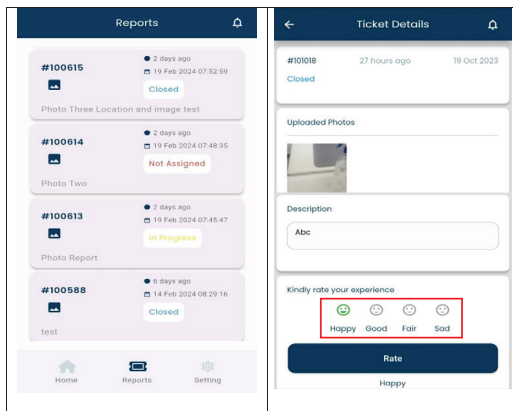 Reports
#100615
2 days ago
19 Feb 2024 07:52:59
Closed
Photo Three Location and image test
#100614
2 days ago
19 Feb 2024 07:48:35
Not Assigned
Photo Two
#100613
2 days ago
19 Feb 2024 07:45:47
In Progress
Photo Report
#100588
6 days ago
14 Feb 2024 08:29:16
Closed
test
Home Reports Setting
Ticket Details
#101018 27 hours ago 19 Oct 2023
Closed
Uploaded Photos
Description
Abc
Kindly rate your experience
Happy Good Fair Sad
Rate
Happy